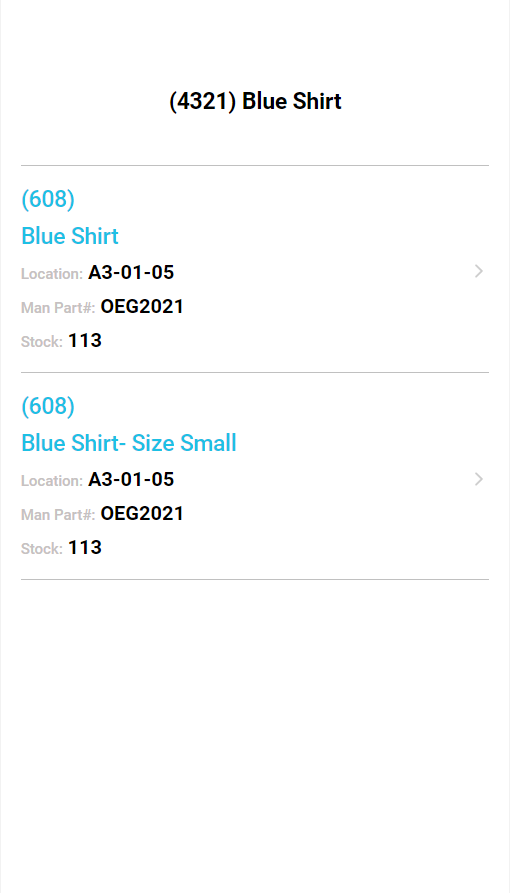 (4321) Blue Shirt
(608)
Blue Shirt
Location: A3-01-05
Man Part#: OEG2021
Stock: 113
(608)
Blue Shirt- Size Small
Location: A3-01-05
Man Part#: OEG2021
Stock: 113